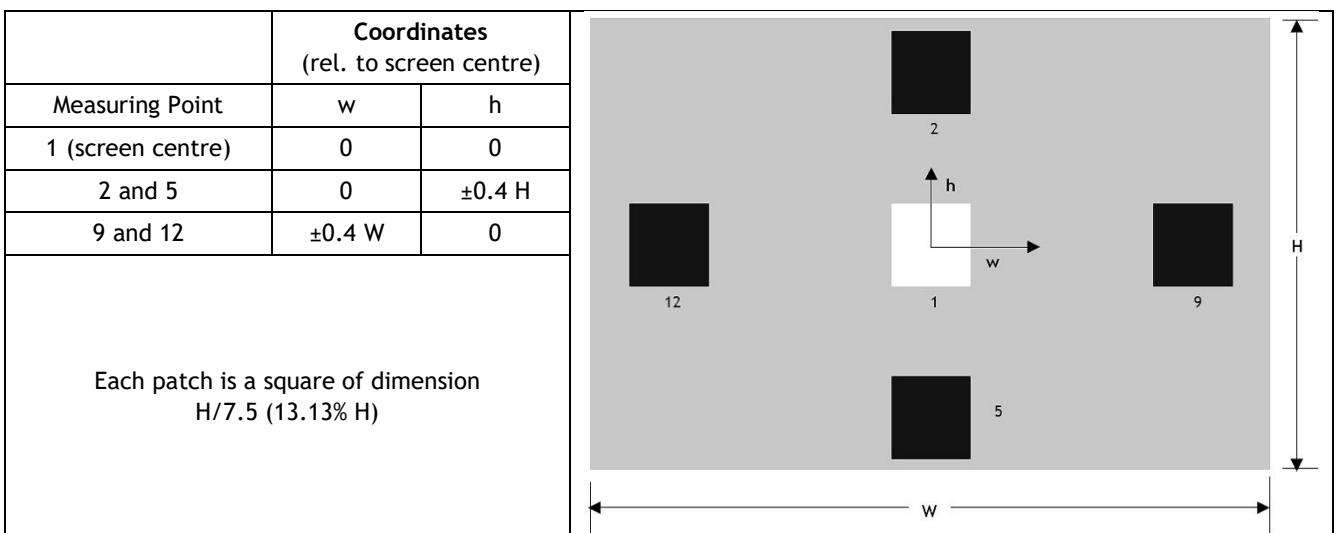 Coordinates
(rel. to screen centre)
Measuring Point w h
1 (screen centre) 0 0
2 and 5 0 ±0.4 H
9 and 12 ±0.4 W 0
Each patch is a square of dimension
H/7.5 (13.13% H)
2
h
w
12
1
9
5
H
W